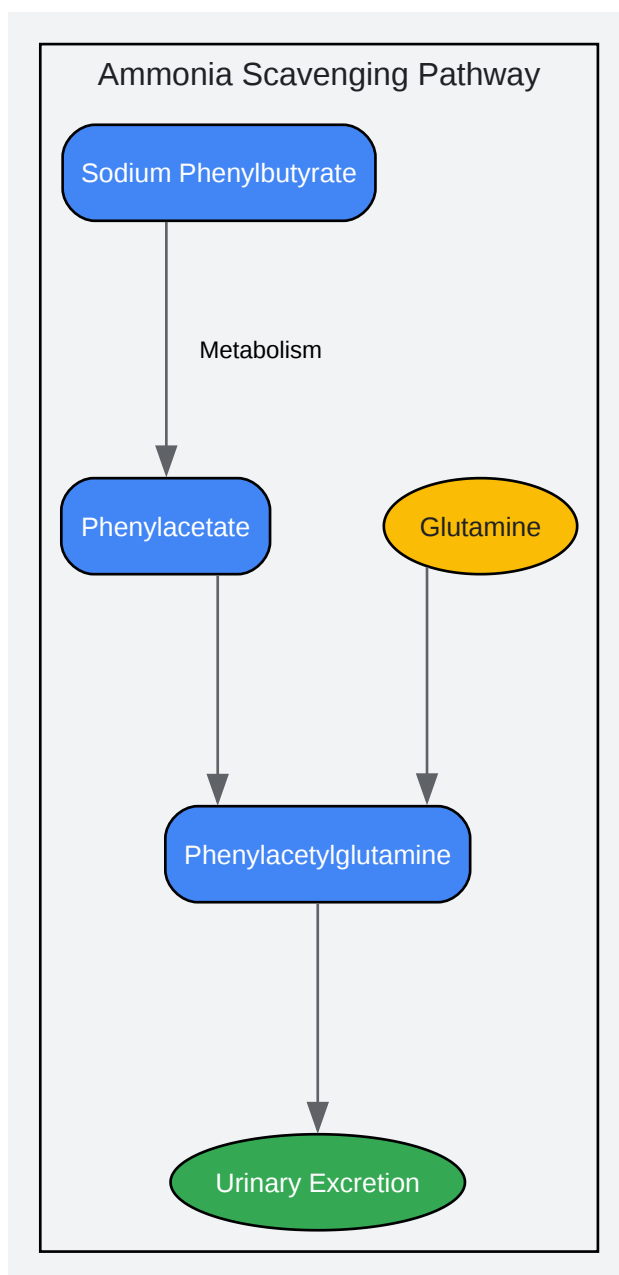 Ammonia Scavenging Pathway
Sodium Phenylbutyrate
Metabolism
Phenylacetate
Glutamine
Phenylacetylglutamine
Urinary Excretion